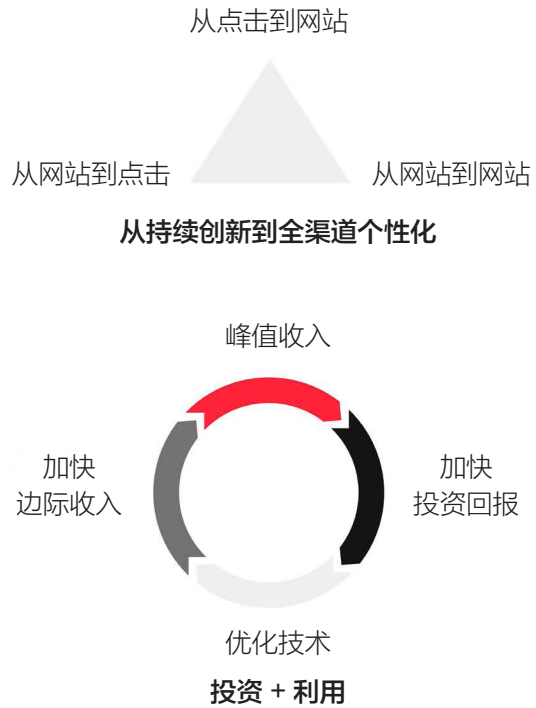 从点击到网站
从网站到点击
从网站到网站
从持续创新到全渠道个性化
峰值收入
加快
边际收入
加快
投资回报
优化技术
投资 + 利用